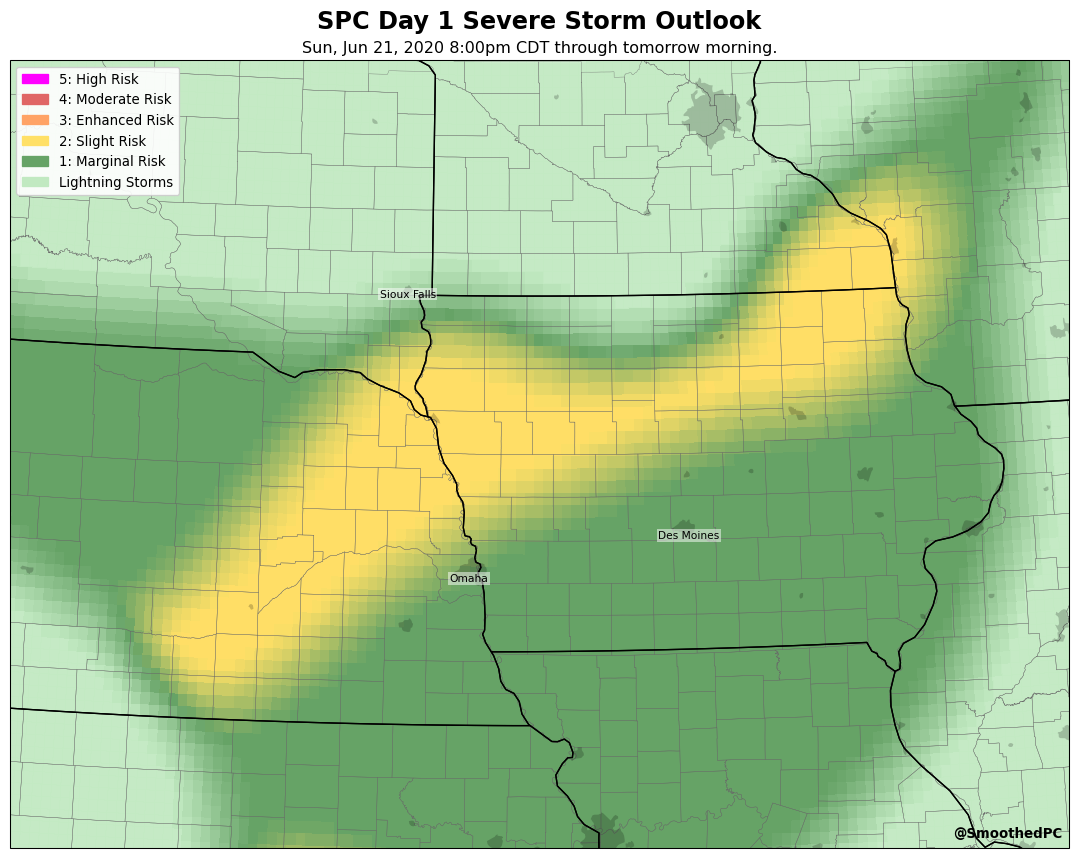 SPC Day 1 Severe Storm Outlook
Sun, Jun 21, 2020 8:00pm CDT through tomorrow morning.
5: High Risk
4: Moderate Risk
3: Enhanced Risk
2: Slight Risk
1: Marginal Risk
Lightning Storms
Sioux Falls
Des Moines
Omaha
@SmoothedPC